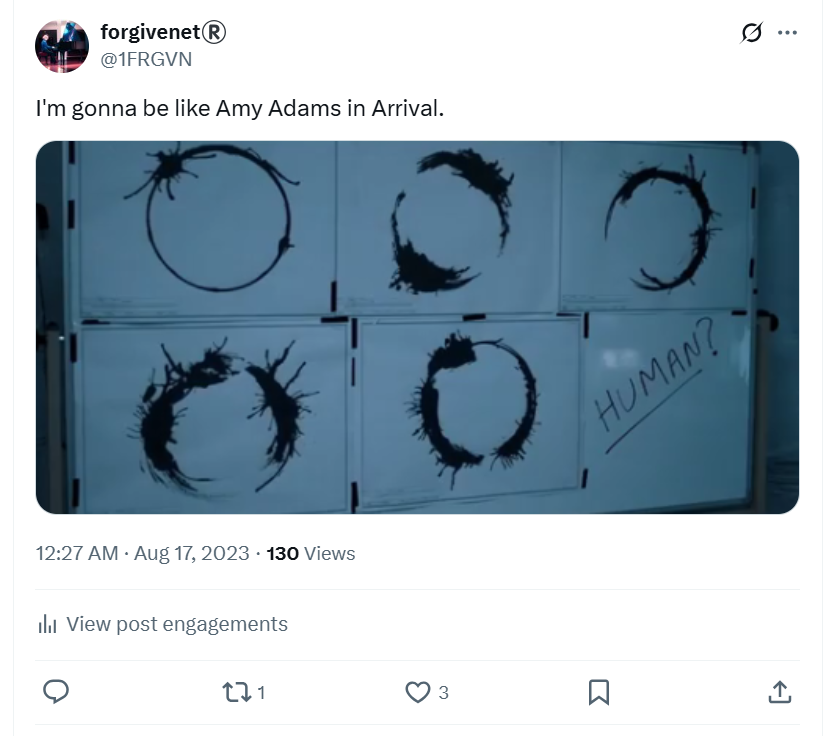 forgivenet®
@1FRGVN
I'm gonna be like Amy Adams in Arrival.
HUMAN?
12:27 AM · Aug 17, 2023 · 130 Views
View post engagements
1
3